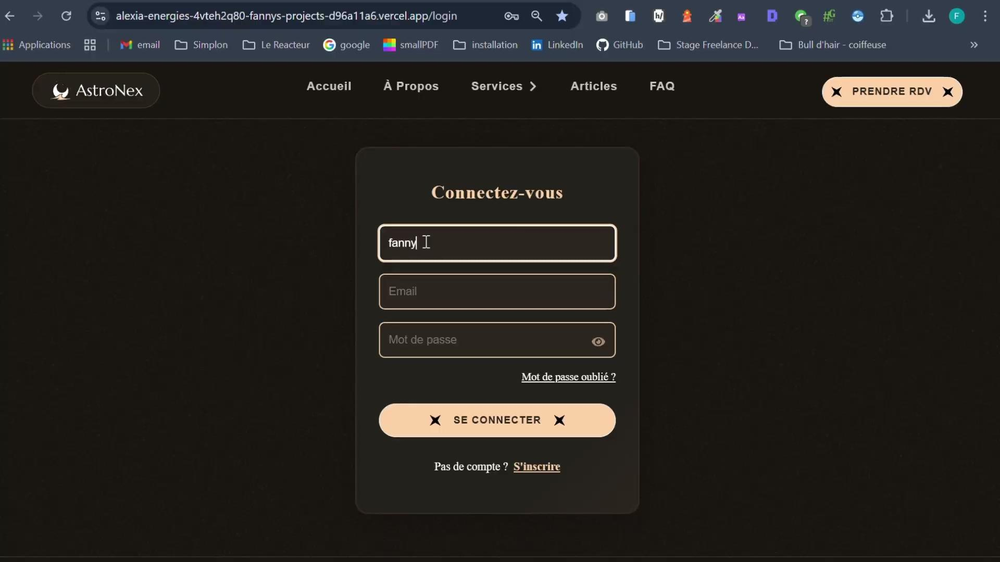 alexia-energies-4vteh2q80-fannys-projects-d96a11a6.vercel.app/login
Applications email Simplon Le Reacteur google smallPDF installation LinkedIn GitHub Stage Freelance D... Bull d'hair - coiffeuse »
AstroNex Accueil À Propos Services Articles FAQ PRENDRE RDV
Connectez-vous
fanny
Email
Mot de passe
Mot de passe oublié ?
SE CONNECTER
Pas de compte ? S'inscrire